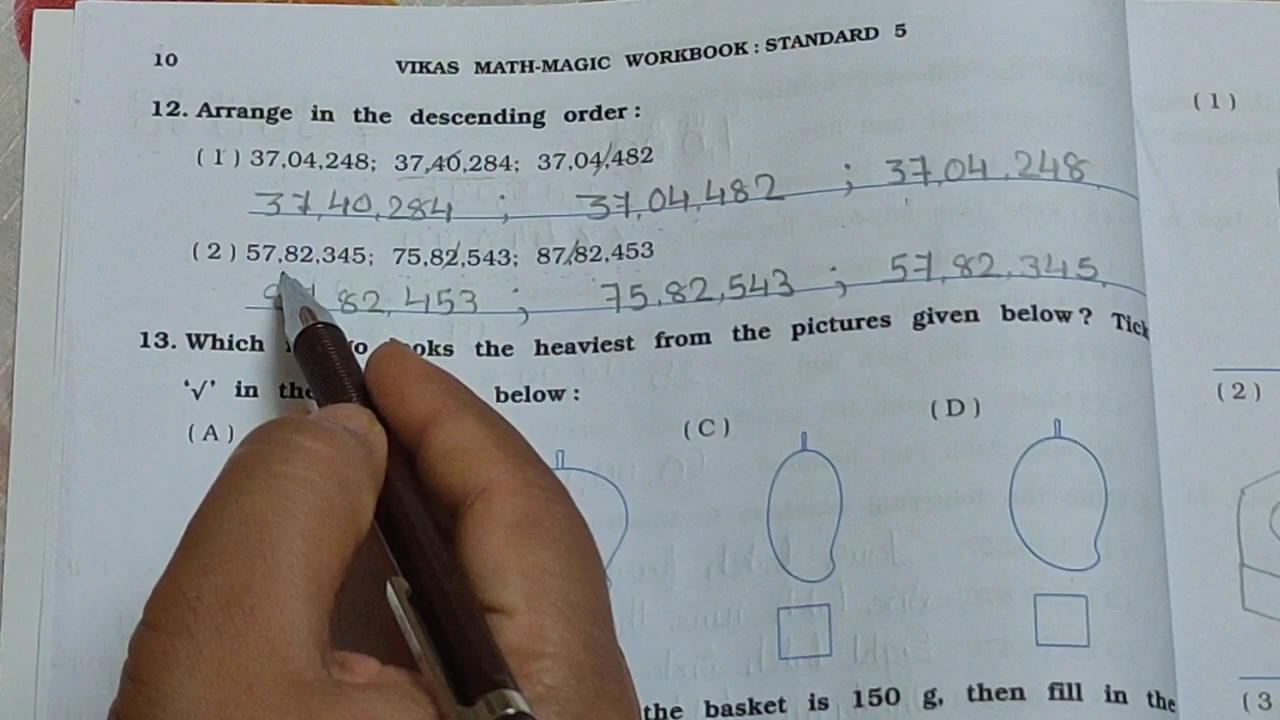 10 VIKAS MATH-MAGIC WORKBOOK : STANDARD 5
12. Arrange in the descending order :
( 1 ) 37,04,248; 37,40,284; 37,04,482
37,40,284 ; 37,04,482 ; 37,04,248
( 2 ) 57,82,345; 75,82,543; 87,82,453
82,453 ; 75,82,543 ; 57,82,345
13. Which oks the heaviest from the pictures given below? Tick
'√' in the below :
( A ) ( C ) ( D )
the basket is 150 g, then fill in the
( 1 )
( 2 )
( 3